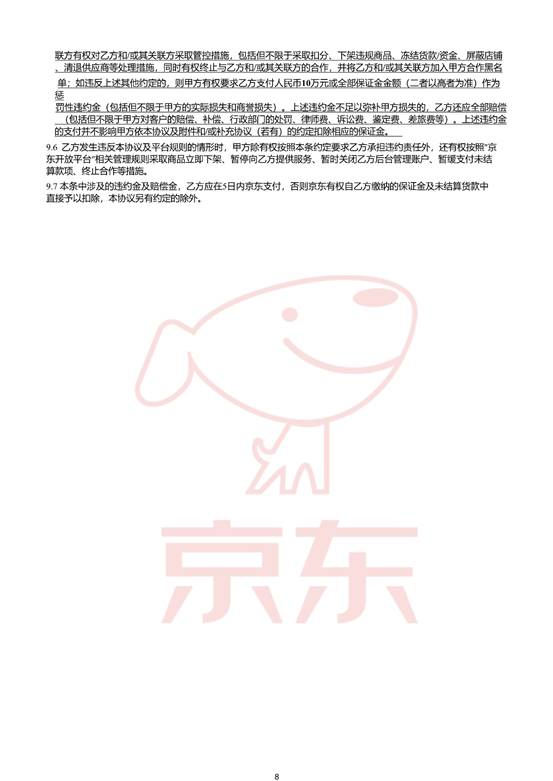 联方有权对乙方和/或其关联方采取管控措施，包括但不限于采取扣分、下架违规商品、冻结货款/资金、屏蔽店铺
、清退供应商等处理措施，同时有权终止与乙方和/或其关联方的合作，并将乙方和/或其关联方加入甲方合作黑名
单；如违反上述其他约定的，则甲方有权要求乙方支付人民币10万元或全部保证金金额（二者以高者为准）作为
惩
罚性违约金（包括但不限于甲方的实际损失和商誉损失）。上述违约金不足以弥补甲方损失的，乙方还应全部赔偿
（包括但不限于甲方对客户的赔偿、补偿、行政部门的处罚、律师费、诉讼费、鉴定费、差旅费等）。上述违约金
的支付并不影响甲方依本协议及附件和/或补充协议（若有）的约定扣除相应的保证金。
9.6 乙方发生违反本协议及平台规则的情形时，甲方除有权按照本条约定要求乙方承担违约责任外，还有权按照"京
东开放平台"相关管理规则采取商品立即下架、暂停向乙方提供服务、暂时关闭乙方后台管理账户、暂缓支付未结
算款项、终止合作等措施。
9.7 本条中涉及的违约金及赔偿金，乙方应在5日内京东支付，否则京东有权自乙方缴纳的保证金及未结算货款中
直接予以扣除，本协议另有约定的除外。
京东
8